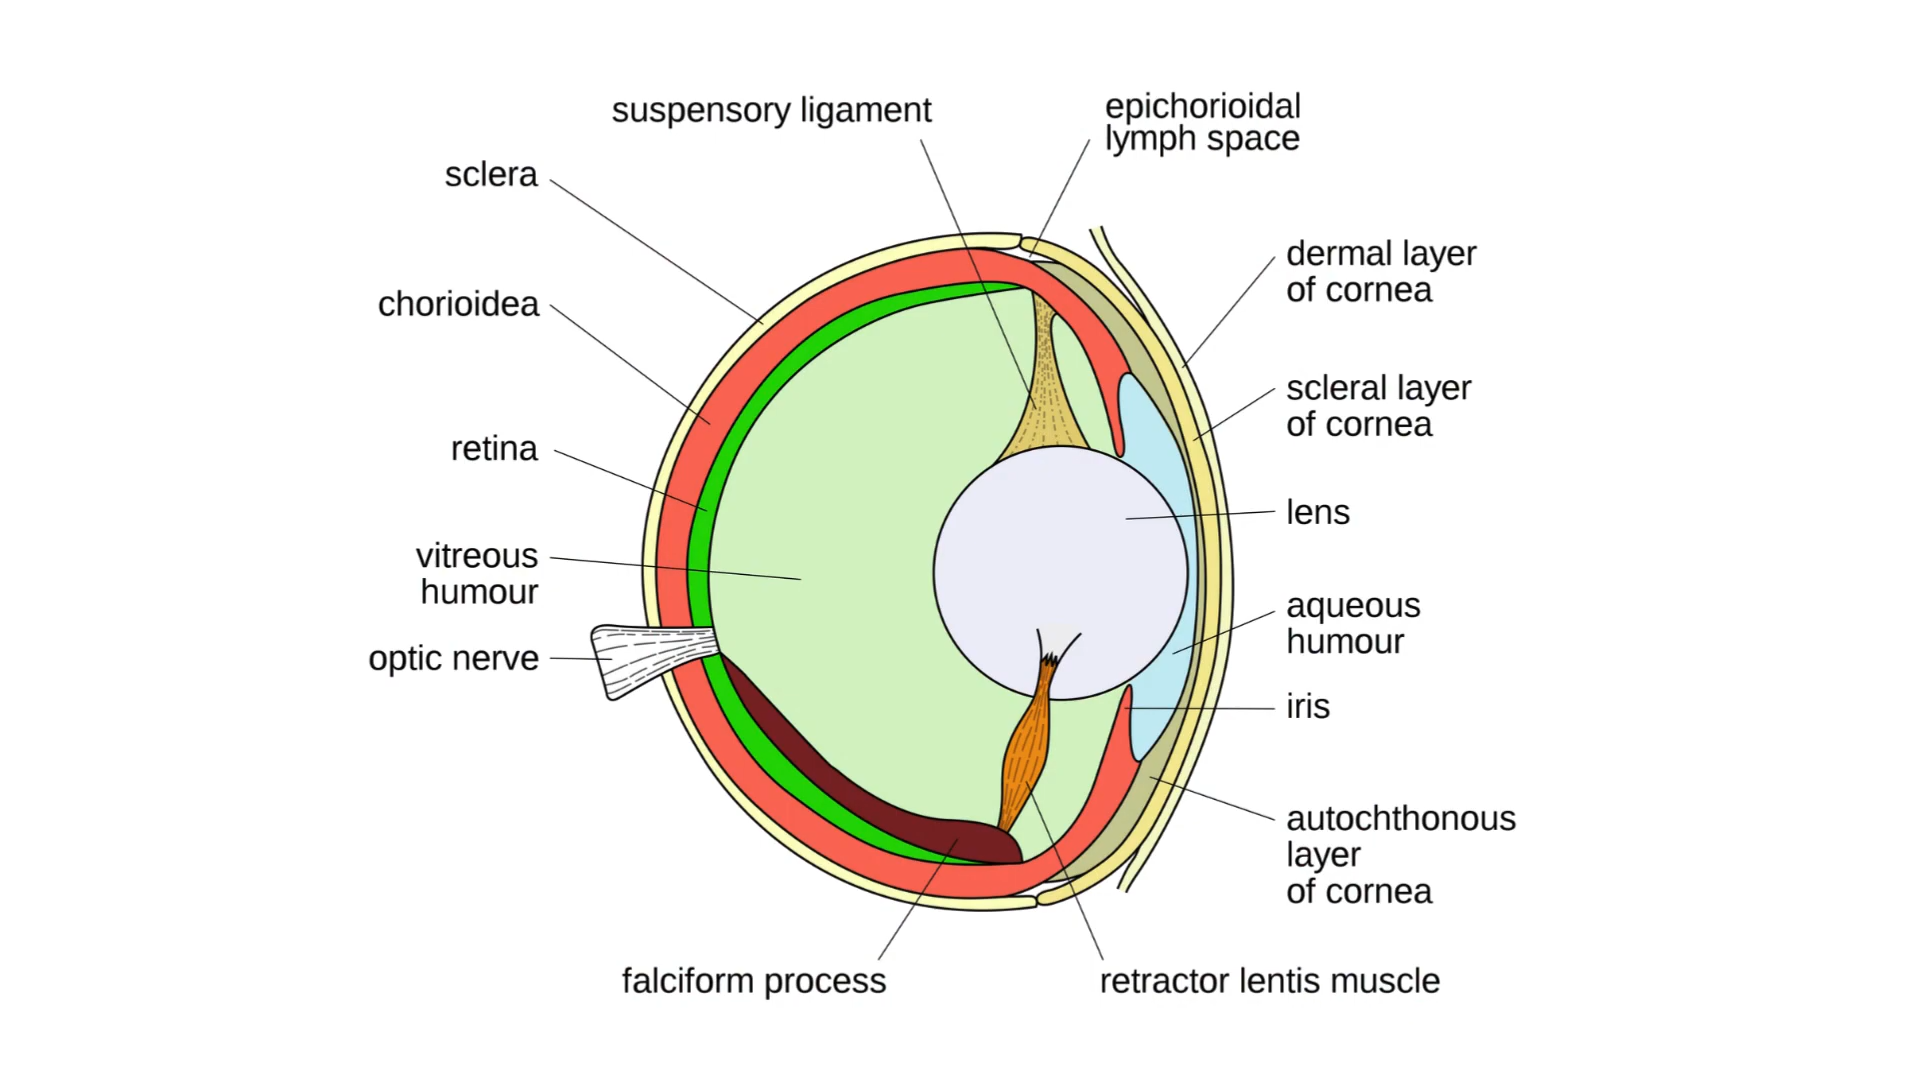 suspensory ligament
epichorioidal
lymph space
sclera
dermal layer
of cornea
chorioidea
scleral layer
of cornea
retina
lens
vitreous
humour
aqueous
humour
optic nerve
iris
autochthonous
layer
of cornea
falciform process
retractor lentis muscle